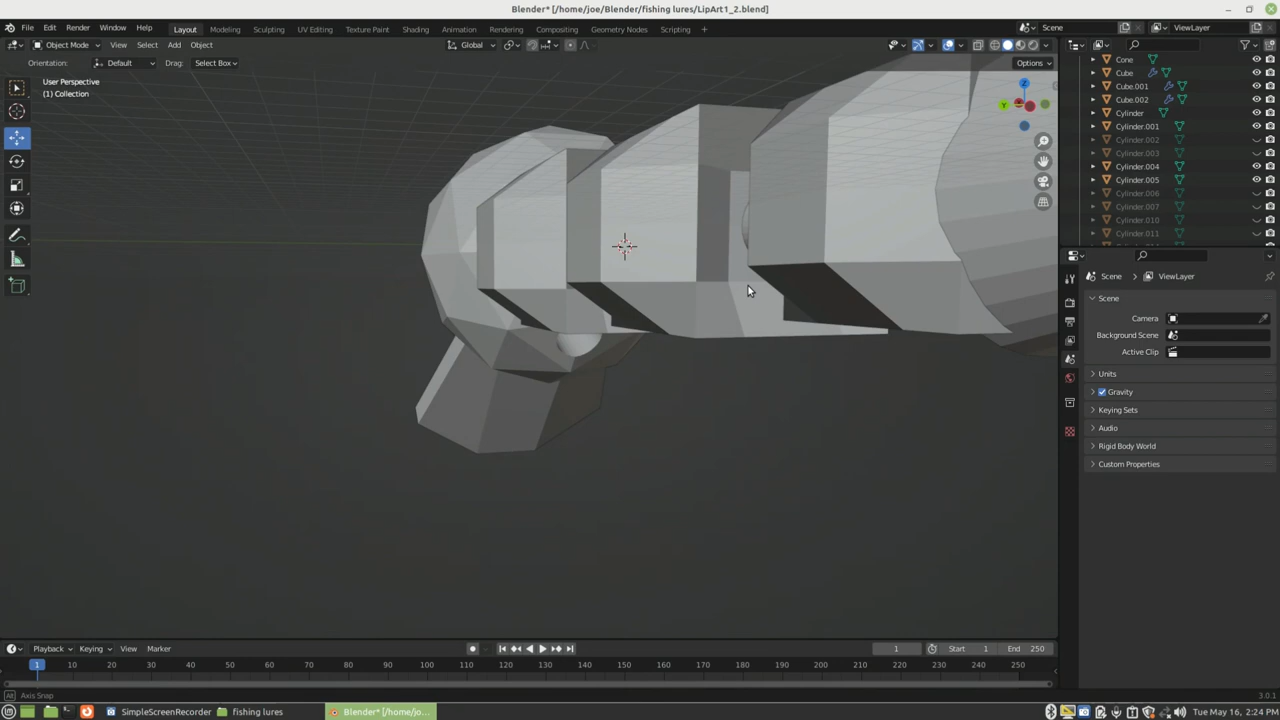 Blender* [/home/joe/Blender/fishing lures/LipArt1_2.blend]
File Edit Render Window Help Layout Modeling Sculpting UV Editing Texture Paint Shading Animation Rendering Compositing Geometry Nodes Scripting + Scene ViewLayer
Object Mode View Select Add Object Global
Orientation: Default Drag: Select Box Options
User Perspective
(1) Collection
Z
Y
Cone
Cube
Cube.001
Cube.002
Cylinder
Cylinder.001
Cylinder.002
Cylinder.003
Cylinder.004
Cylinder.005
Cylinder.006
Cylinder.007
Cylinder.010
Cylinder.011
Scene ViewLayer
Scene
Camera
Background Scene
Active Clip
Units
Gravity
Keying Sets
Audio
Rigid Body World
Custom Properties
Playback Keying View Marker 1 Start 1 End 250
1 10 20 30 40 50 60 70 80 90 100 110 120 130 140 150 160 170 180 190 200 210 220 230 240 250
Alt Axis Snap 3.0.1
SimpleScreenRecorder fishing lures Blender* [/home/jo... Tue May 16, 2:24 PM